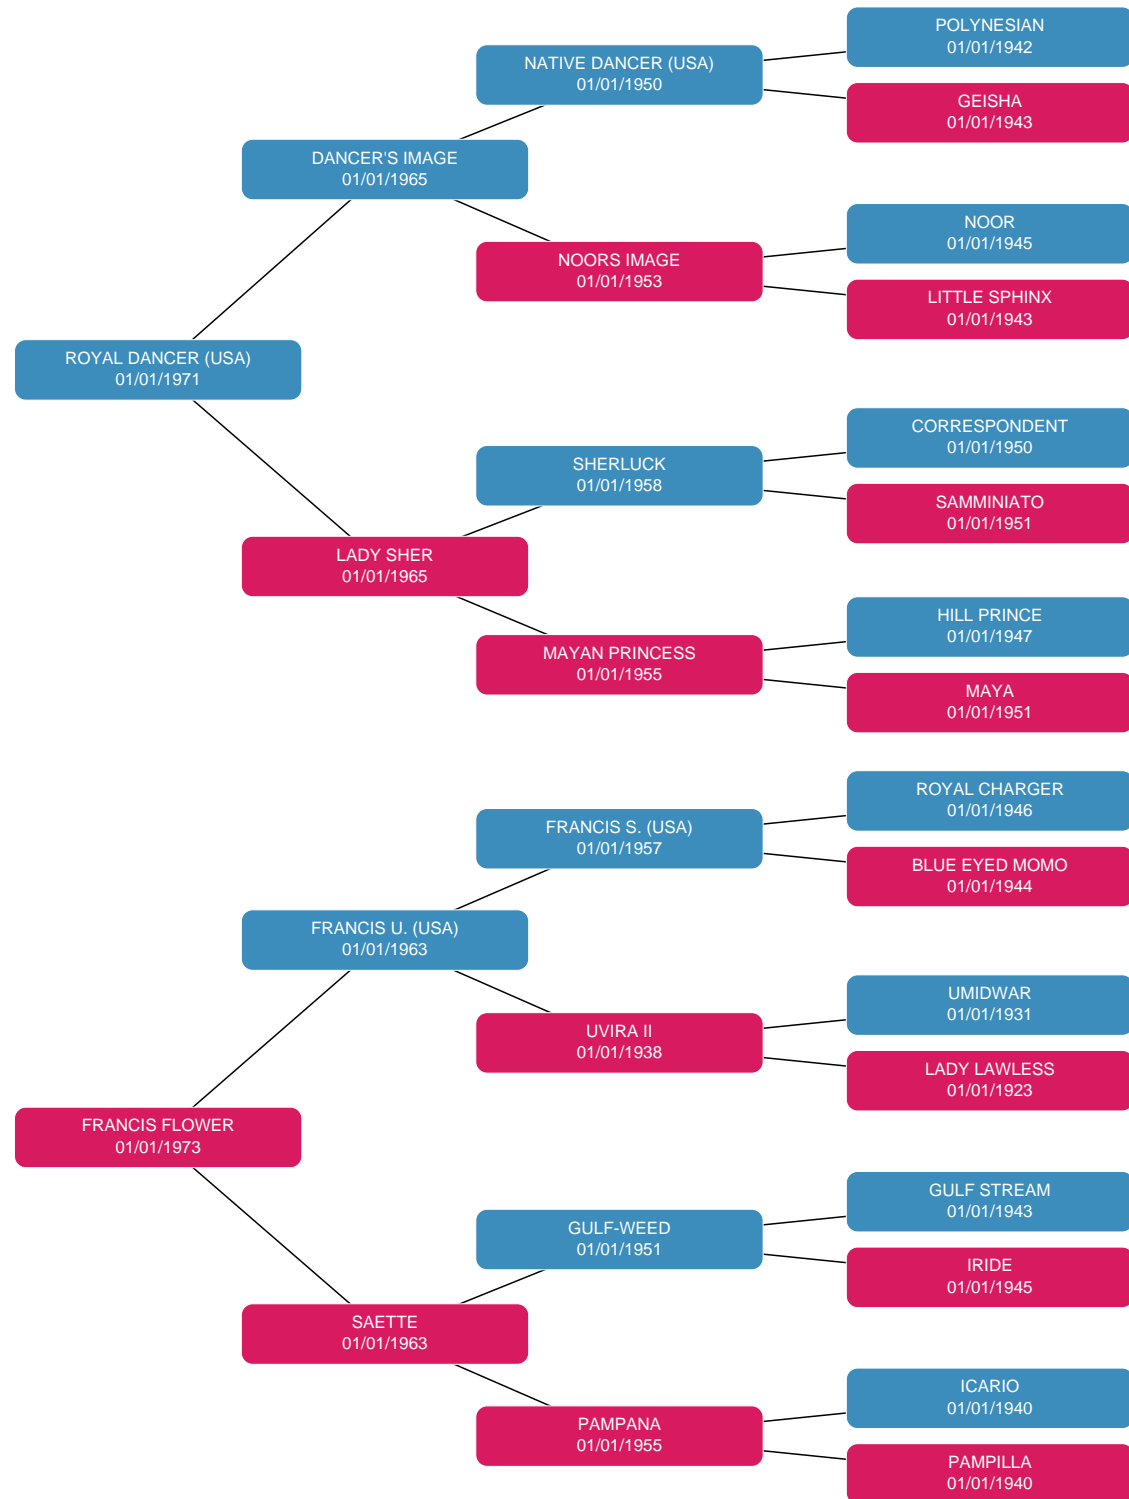 POLYNESIAN
01/01/1942
NATIVE DANCER (USA)
01/01/1950
GEISHA
01/01/1943
DANCER'S IMAGE
01/01/1965
NOOR
01/01/1945
NOORS IMAGE
01/01/1953
LITTLE SPHINX
01/01/1943
ROYAL DANCER (USA)
01/01/1971
CORRESPONDENT
01/01/1950
SHERLUCK
01/01/1958
SAMMINIATO
01/01/1951
LADY SHER
01/01/1965
HILL PRINCE
01/01/1947
MAYAN PRINCESS
01/01/1955
MAYA
01/01/1951
ROYAL CHARGER
01/01/1946
FRANCIS S. (USA)
01/01/1957
BLUE EYED MOMO
01/01/1944
FRANCIS U. (USA)
01/01/1963
UMIDWAR
01/01/1931
UVIRA II
01/01/1938
LADY LAWLESS
01/01/1923
FRANCIS FLOWER
01/01/1973
GULF STREAM
01/01/1943
GULF-WEED
01/01/1951
IRIDE
01/01/1945
SAETTE
01/01/1963
ICARIO
01/01/1940
PAMPANA
01/01/1955
PAMPILLA
01/01/1940